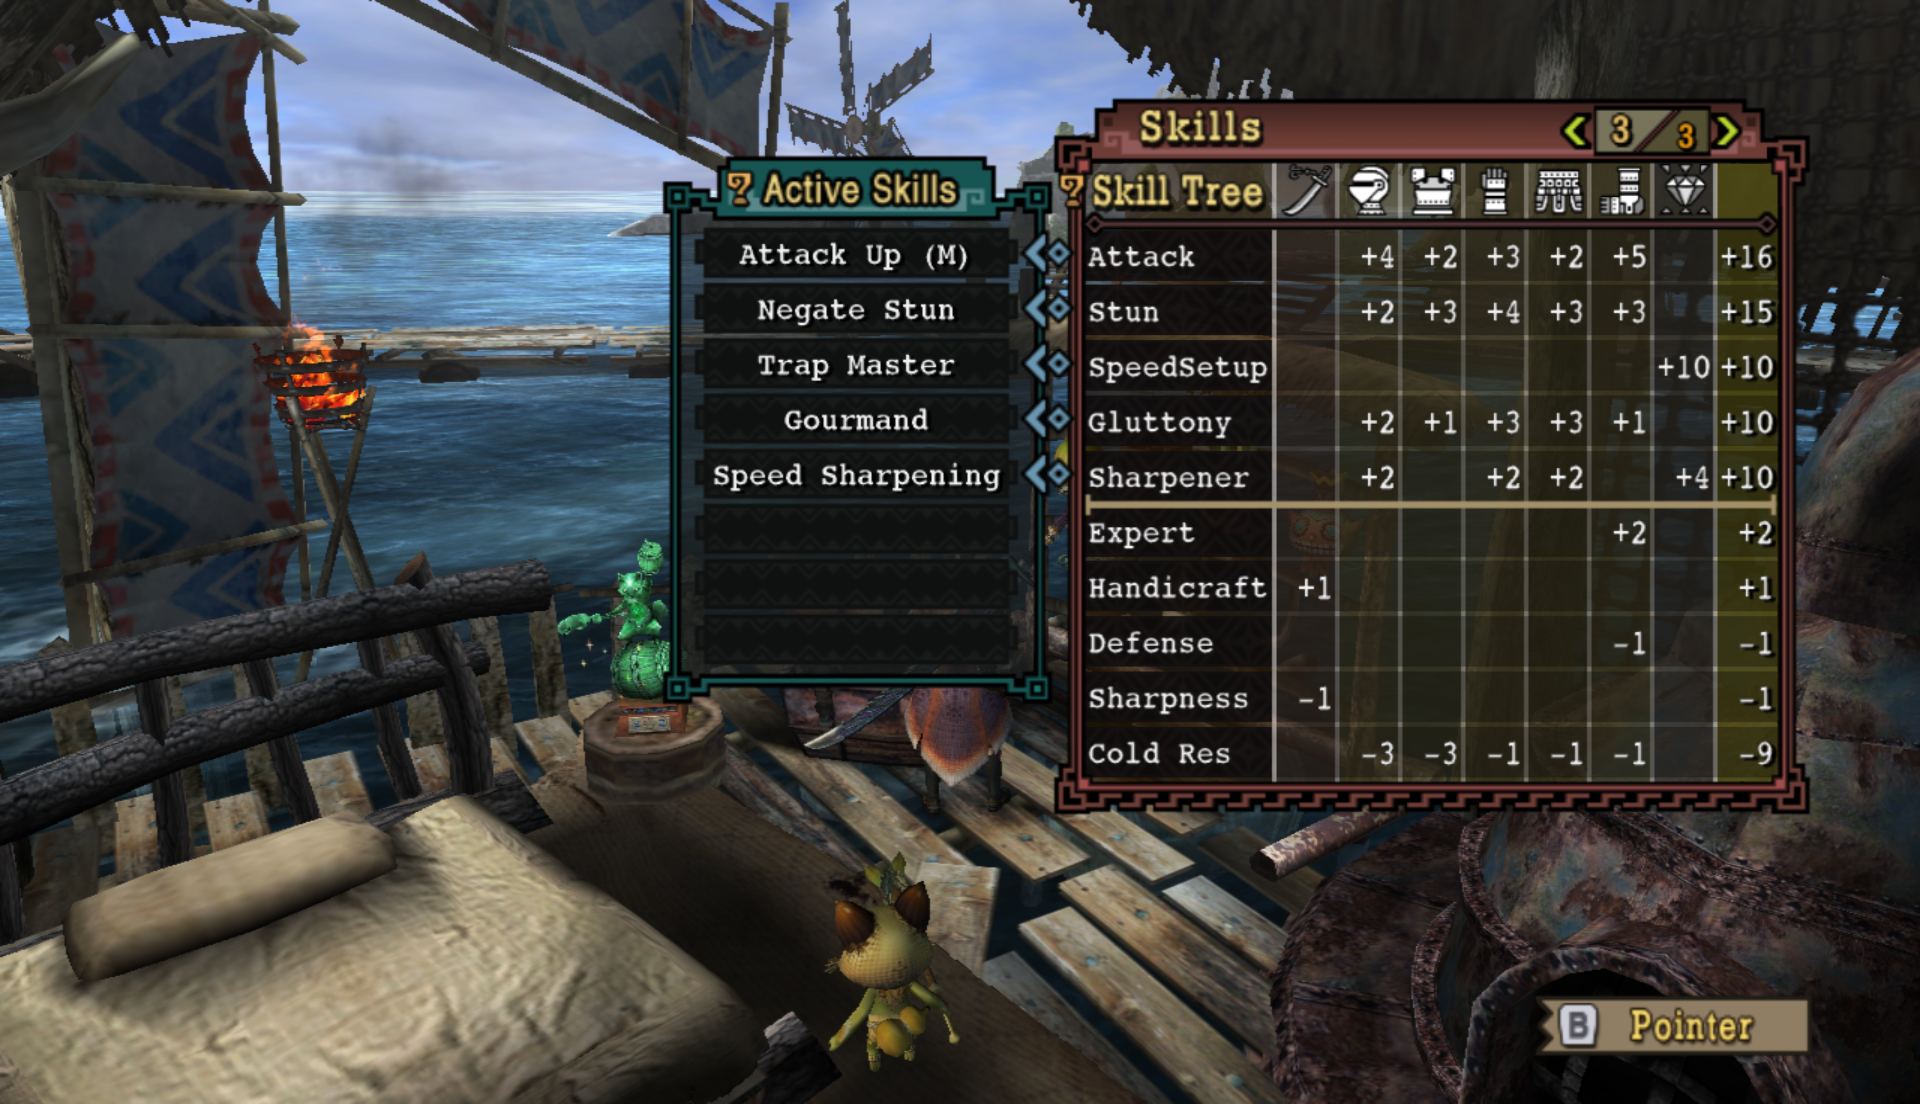 Skills
3/3
? Active Skills
Attack Up (M)
Negate Stun
Trap Master
Gourmand
Speed Sharpening
? Skill Tree
Attack +4 +2 +3 +2 +5 +16
Stun +2 +3 +4 +3 +3 +15
SpeedSetup +10 +10
Gluttony +2 +1 +3 +3 +1 +10
Sharpener +2 +2 +2 +4 +10
Expert +2 +2
Handicraft +1 +1
Defense -1 -1
Sharpness -1 -1
Cold Res -3 -3 -1 -1 -1 -9
B Pointer